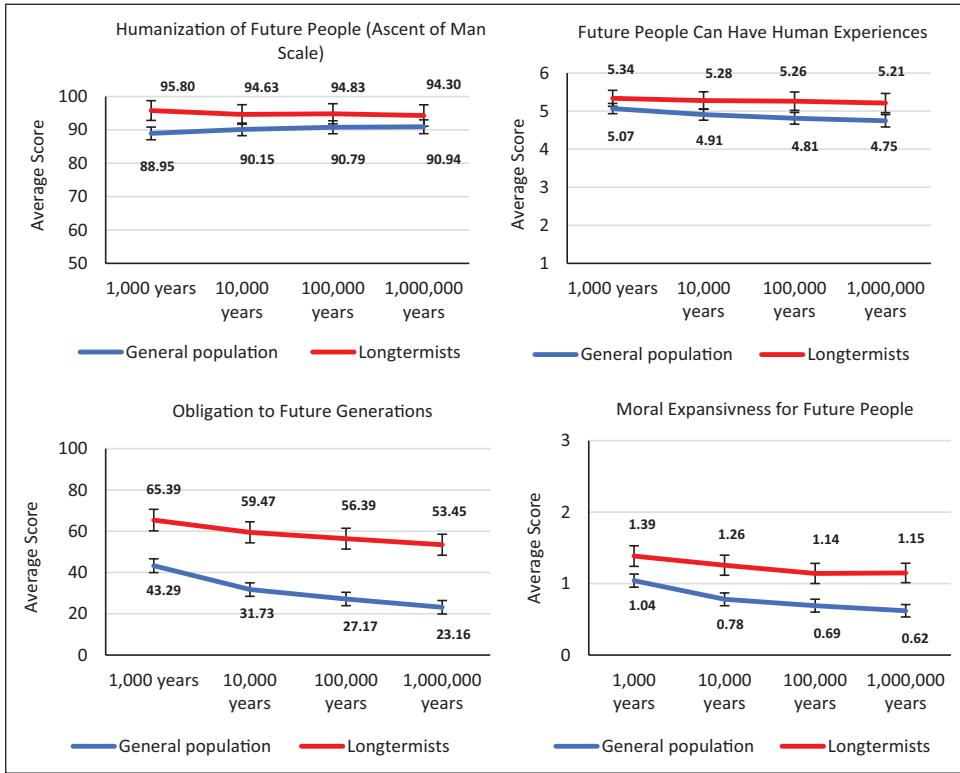 Humanization of Future People (Ascent of Man
Scale)
95.80 94.63 94.83 94.30
100
90
80
70
60
50
88.95 90.15 90.79 90.94
Average Score
1,000 years 10,000 years 100,000 years 1,000,000 years
General population Longtermists
Future People Can Have Human Experiences
6
5
4
3
2
1
5.34 5.28 5.26 5.21
5.07 4.91 4.81 4.75
Average Score
1,000 years 10,000 years 100,000 years 1,000,000 years
General population Longtermists
Obligation to Future Generations
100
80
60
40
20
0
65.39 59.47 56.39 53.45
43.29 31.73 27.17 23.16
Average Score
1,000 years 10,000 years 100,000 years 1,000,000 years
General population Longtermists
Moral Expansivness for Future People
3
2
1
0
1.39 1.26 1.14 1.15
1.04 0.78 0.69 0.62
Average Score
1,000 years 10,000 years 100,000 years 1,000,000 years
General population Longtermists